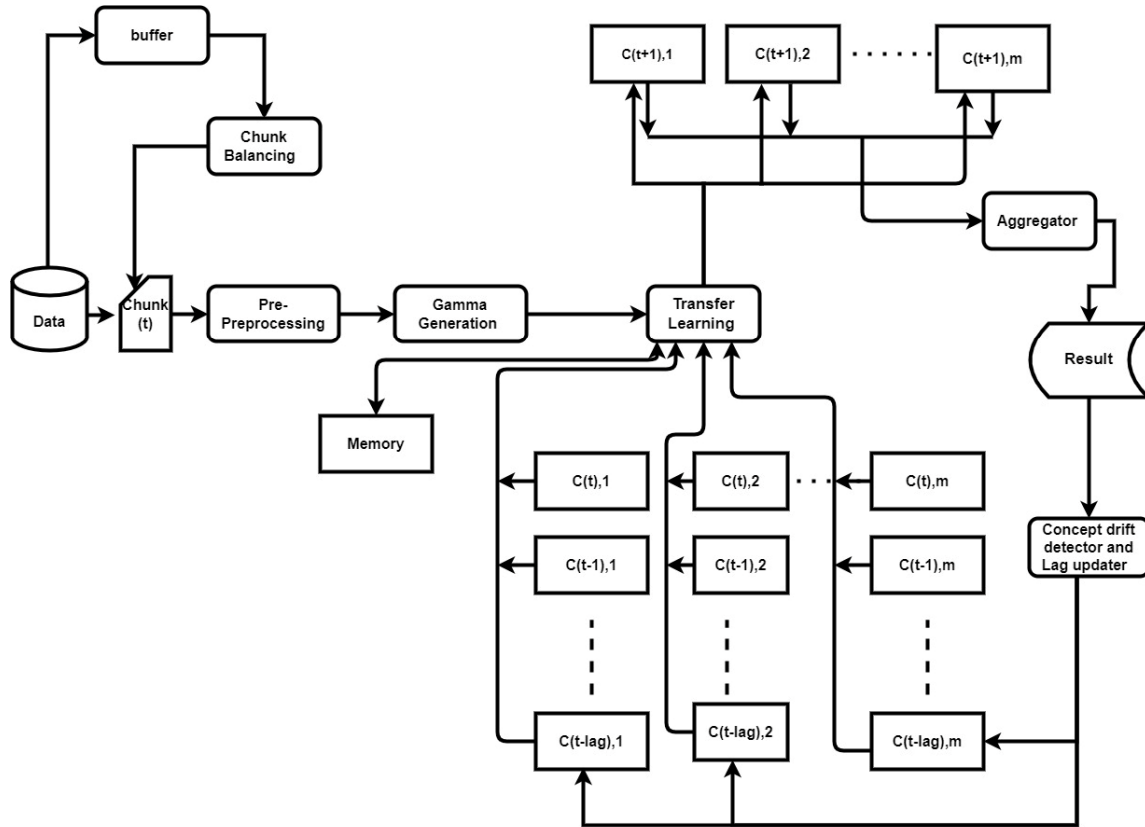 buffer
C(t+1),1
C(t+1),2
C(t+1),m
Chunk
Balancing
Aggregator
Data
Chunk
(t)
Pre-
Preprocessing
Gamma
Generation
Transfer
Learning
Result
Memory
C(t),1
C(t),2
C(t),m
Concept drift
detector and
Lag updater
C(t-1),1
C(t-1),2
C(t-1),m
C(t-lag),1
C(t-lag),2
C(t-lag),m